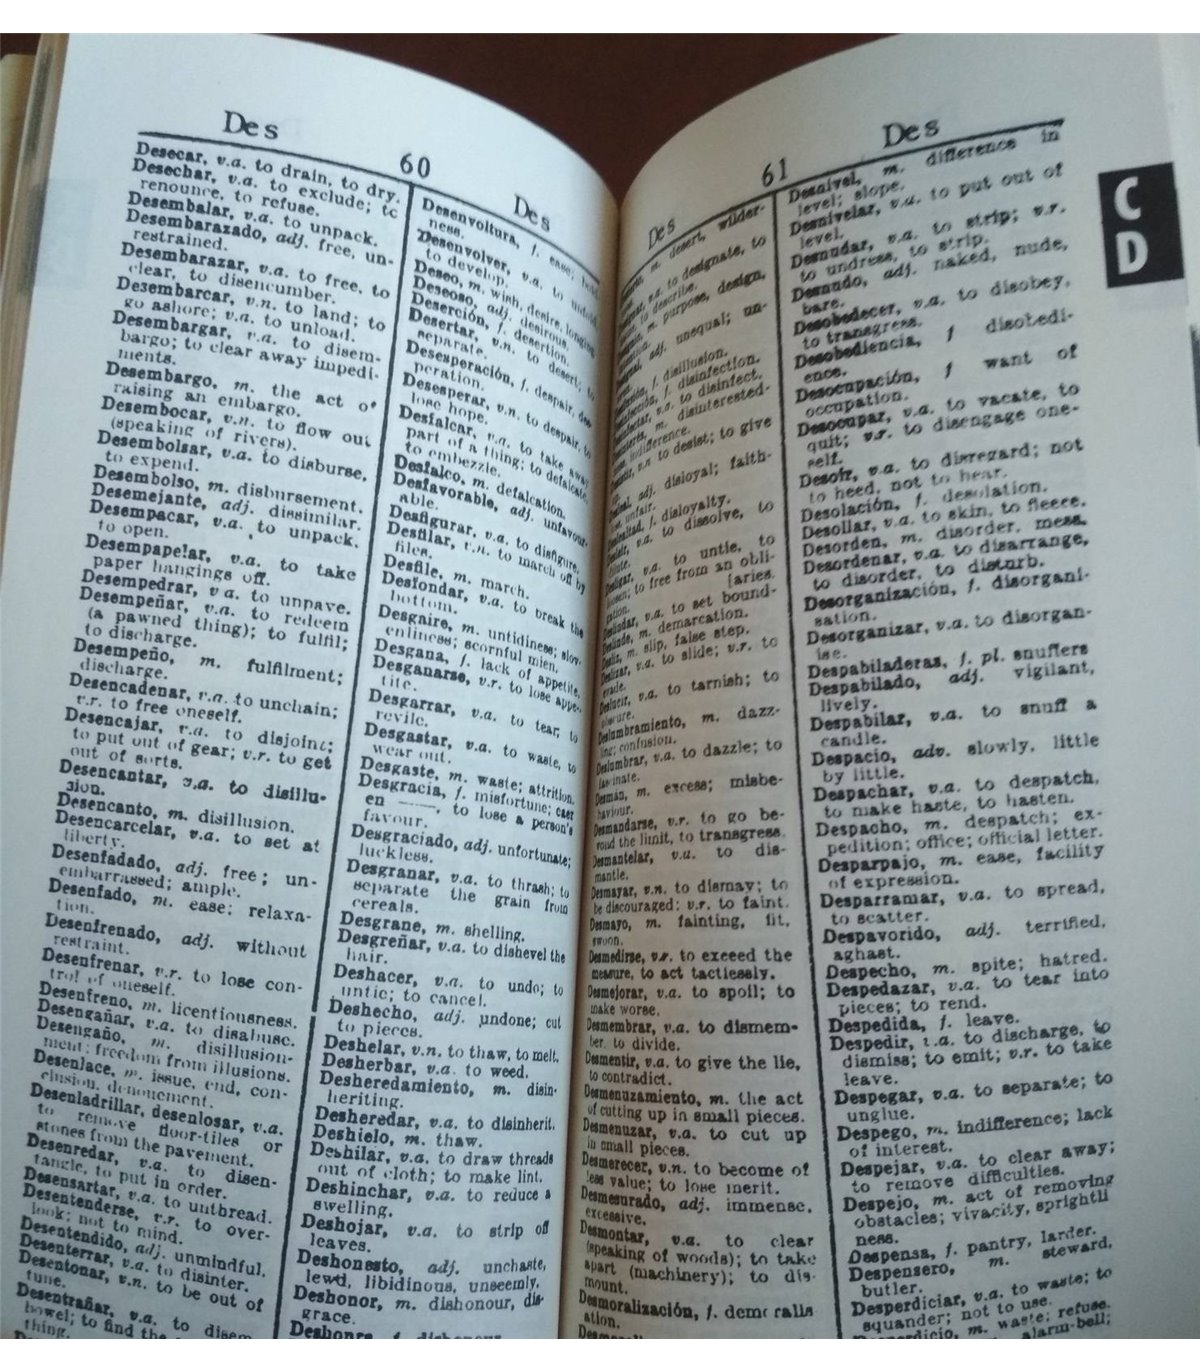 Des
60
Des
Desecar, v.a. to drain, to dry.
Desechar, v.a. to exclude; to
renounce, to refuse.
Desembalar, v.a. to unpack.
Desembarazado, adj. free, un-
restrained.
Desembarazar, v.a. to free, to
clear, to disencumber.
Desembarcar, v.n. to land; to
go ashore; v.a. to unload.
Desembargar, v.a. to disem-
bargo; to clear away impedi-
ments.
Desembargo, m. the act of
raising an embargo.
Desembocar, v.n. to flow out
(speaking of rivers).
Desembolsar, v.a. to disburse,
to expend.
Desembolso, m. disbursement.
Desemejante, adj. dissimilar.
Desempacar, v.a. to unpack.
to open.
Desempapelar, v.a. to take
paper hangings off.
Desempedrar, v a. to unpave.
Desempeñar, v.a. to redeem
(a pawned thing); to fulfil;
to discharge.
Desempeño, m. fulfilment;
discharge.
Desencadenar, v.a. to unchain;
v.r. to free oneself.
Desencajar, v.a. to disjoint;
to put out of gear; v.r. to get
out of sorts.
Desencantar, v.a. to disillu-
sion.
Desencanto, m. disillusion.
Desencarcelar, v.a. to set at
liberty.
Desenfadado, adj. free; un-
embarrassed; ample.
Desenfado, m. ease; relaxa-
tion.
Desenfrenado, adj. without
restraint.
Desenfrenar, v.r. to lose con-
trol of oneself.
Desenfreno, m. licentiousness.
Desengañar, v.a. to disabuse.
Desengaño, m. disillusion-
ment; freedom from illusions.
Desenlace, m. issue, end, con-
clusion, denouement.
Desenladrillar, desenlosar, v.a.
to remove floor-tiles or
stones from the pavement.
Desenredar, v.a. to disen-
tangle, to put in order.
Desensartar, v.a. to unthread.
Desentenderse, v.r. to over-
look; not to mind.
Desentendido, adj. unmindful.
Desenterrar, v.a. to disinter.
Desentonar, v.n. to be out of
tune.
Desentrañar, v.a. to disem
bowel; to find the
thing.
Desenvoltura, f. ease; bold
ness.
Desenvolver, v.a. to unfold,
to develop.
Deseo, m. wish, desire, longing
Deseoso, adj. desirous.
Deserción, f. desertion.
Desertar, v.n. to desert; to
separate.
Desesperación, f. despair, des-
peration.
Desesperar, v.n. to despair, to
lose hope.
Desfalcar, v.a. to take away
part of a thing; to defalcate,
to embezzle.
Desfalco, m. defalcation.
Desfavorable, adj. unfavour-
able.
Desfigurar, v.a. to disfigure.
Desfilar, v.n. to march off by
files.
Desfile, m. march.
Desfondar, v.a. to break the
bottom.
Desgaire, m. untidiness; slov-
enliness; scornful mien.
Desgana, f. lack of appetite.
Desganarse, v.r. to lose appe-
tite.
Desgarrar, v.a. to tear; to
revile.
Desgastar, v.a. to waste, to
wear out.
Desgaste, m. waste; attrition.
Desgracia, f. misfortune; caer
en ——, to lose a person's
favour.
Desgraciado, adj. unfortunate;
luckless.
Desgranar, v.a. to thrash; to
separate the grain from
cereals.
Desgrane, m. shelling.
Desgreñar, v.a. to dishevel the
hair.
Deshacer, v.a. to undo; to
untie; to cancel.
Deshecho, adj. undone; cut
to pieces.
Deshelar, v.n. to thaw, to melt.
Desherbar, v.a. to weed.
Desheredamiento, m. disin-
heriting.
Desheredar, v.a. to disinherit.
Deshielo, m. thaw.
Deshilar, v.a. to draw threads
out of cloth; to make lint.
Deshinchar, v.a. to reduce a
swelling.
Deshojar, v.a. to strip off
leaves.
Deshonesto, adj. unchaste,
lewd, libidinous, unseemly.
Deshonor, m. dishonour, dis-
grace.
Deshonra, f. dishonour,
Des
61
Des
m. desert, wilder-
v.a. to designate, to
to describe.
m. purpose, design,
adj. unequal; un-
f. disillusion.
f. disinfection.
v.a. to disinfect.
m. disinterested-
indifference.
v.n to desist; to give
adj. disloyal; faith-
unfair.
f. disloyalty.
v.a. to dissolve, to
dilute.
Desligar, v.a. to untie, to
loosen; to free from an obli-
gation. [aries.
Deslindar, v.a. to set bound-
Deslinde, m. demarcation.
Desliz, m. slip, false step.
Deslizar, v.a. to slide; v.r. to
evade.
Deslucir, v.a. to tarnish; to
obscure.
Deslumbramiento, m. dazz-
ling; confusion.
Deslumbrar, v.a. to dazzle; to
fascinate.
Desmán, m. excess; misbe-
haviour.
Desmandarse, v.r. to go be-
yond the limit, to transgress.
Desmantelar, v.a. to dis-
mantle.
Desmayar, v.n. to dismay; to
be discouraged; v.r. to faint.
Desmayo, m. fainting, fit,
swoon.
Desmedirse, v.r. to exceed the
measure, to act tactlessly.
Desmejorar, v.a. to spoil; to
make worse.
Desmembrar, v.a. to dismem-
ber. to divide.
Desmentir, v.a. to give the lie,
to contradict.
Desmenuzamiento, m. the act
of cutting up in small pieces.
Desmenuzar, v.a. to cut up
in small pieces.
Desmerecer, v.n. to become of
less value; to lose merit.
Desmesurado, adj. immense,
excessive.
Desmontar, v.a. to clear
(speaking of woods); to take
apart (machinery); to dis-
mount.
Desmoralización, f. demoralis
ation.
Desnivel, m. difference in
level; slope.
Desnivelar, v.a. to put out of
level.
Desnudar, v.a. to strip; v.r.
to undress, to strip.
Desnudo, adj. naked, nude,
bare.
Desobedecer, v.a. to disobey,
to transgress.
Desobediencia, f disobedi-
ence.
Desocupación, f want of
occupation.
Desocupar, v.a. to vacate, to
quit; v.r. to disengage one-
self.
Desoír, v.a. to disregard; not
to heed, not to hear.
Desolación, f. desolation.
Desollar, v.a. to skin, to fleece.
Desorden, m. disorder, mess,
Desordenar, v.a. to disarrange,
to disorder, to disturb.
Desorganización, f. disorgani-
sation.
Desorganizar, v.a. to disorgan-
ise.
Despabiladeras, f. pl. snuffers
Despabilado, adj. vigilant,
lively.
Despabilar, v.a. to snuff a
candle.
Despacio, adv. slowly, little
by little.
Despachar, v.a. to despatch,
to make haste, to hasten.
Despacho, m. despatch; ex-
pedition; office; official letter.
Desparpajo, m. ease, facility
of expression.
Desparramar, v.a. to spread,
to scatter.
Despavorido, adj. terrified,
aghast.
Despecho, m. spite; hatred.
Despedazar, v.a. to tear into
pieces; to rend.
Despedida, f. leave.
Despedir, v.a. to discharge, to
dismiss; to emit; v.r. to take
leave.
Despegar, v.a. to separate; to
unglue.
Despego, m. indifference; lack
of interest.
Despejar, v.a. to clear away;
to remove difficulties.
Despejo, m. act of removing
obstacles; vivacity, sprightli
ness.
Despensa, f. pantry, larder.
Despensero, m. steward,
butler.
Desperdiciar, v.a. to waste; to
squander; not to use.
Desperdicio, m. waste; refuse.
alarm-bell;
C
D